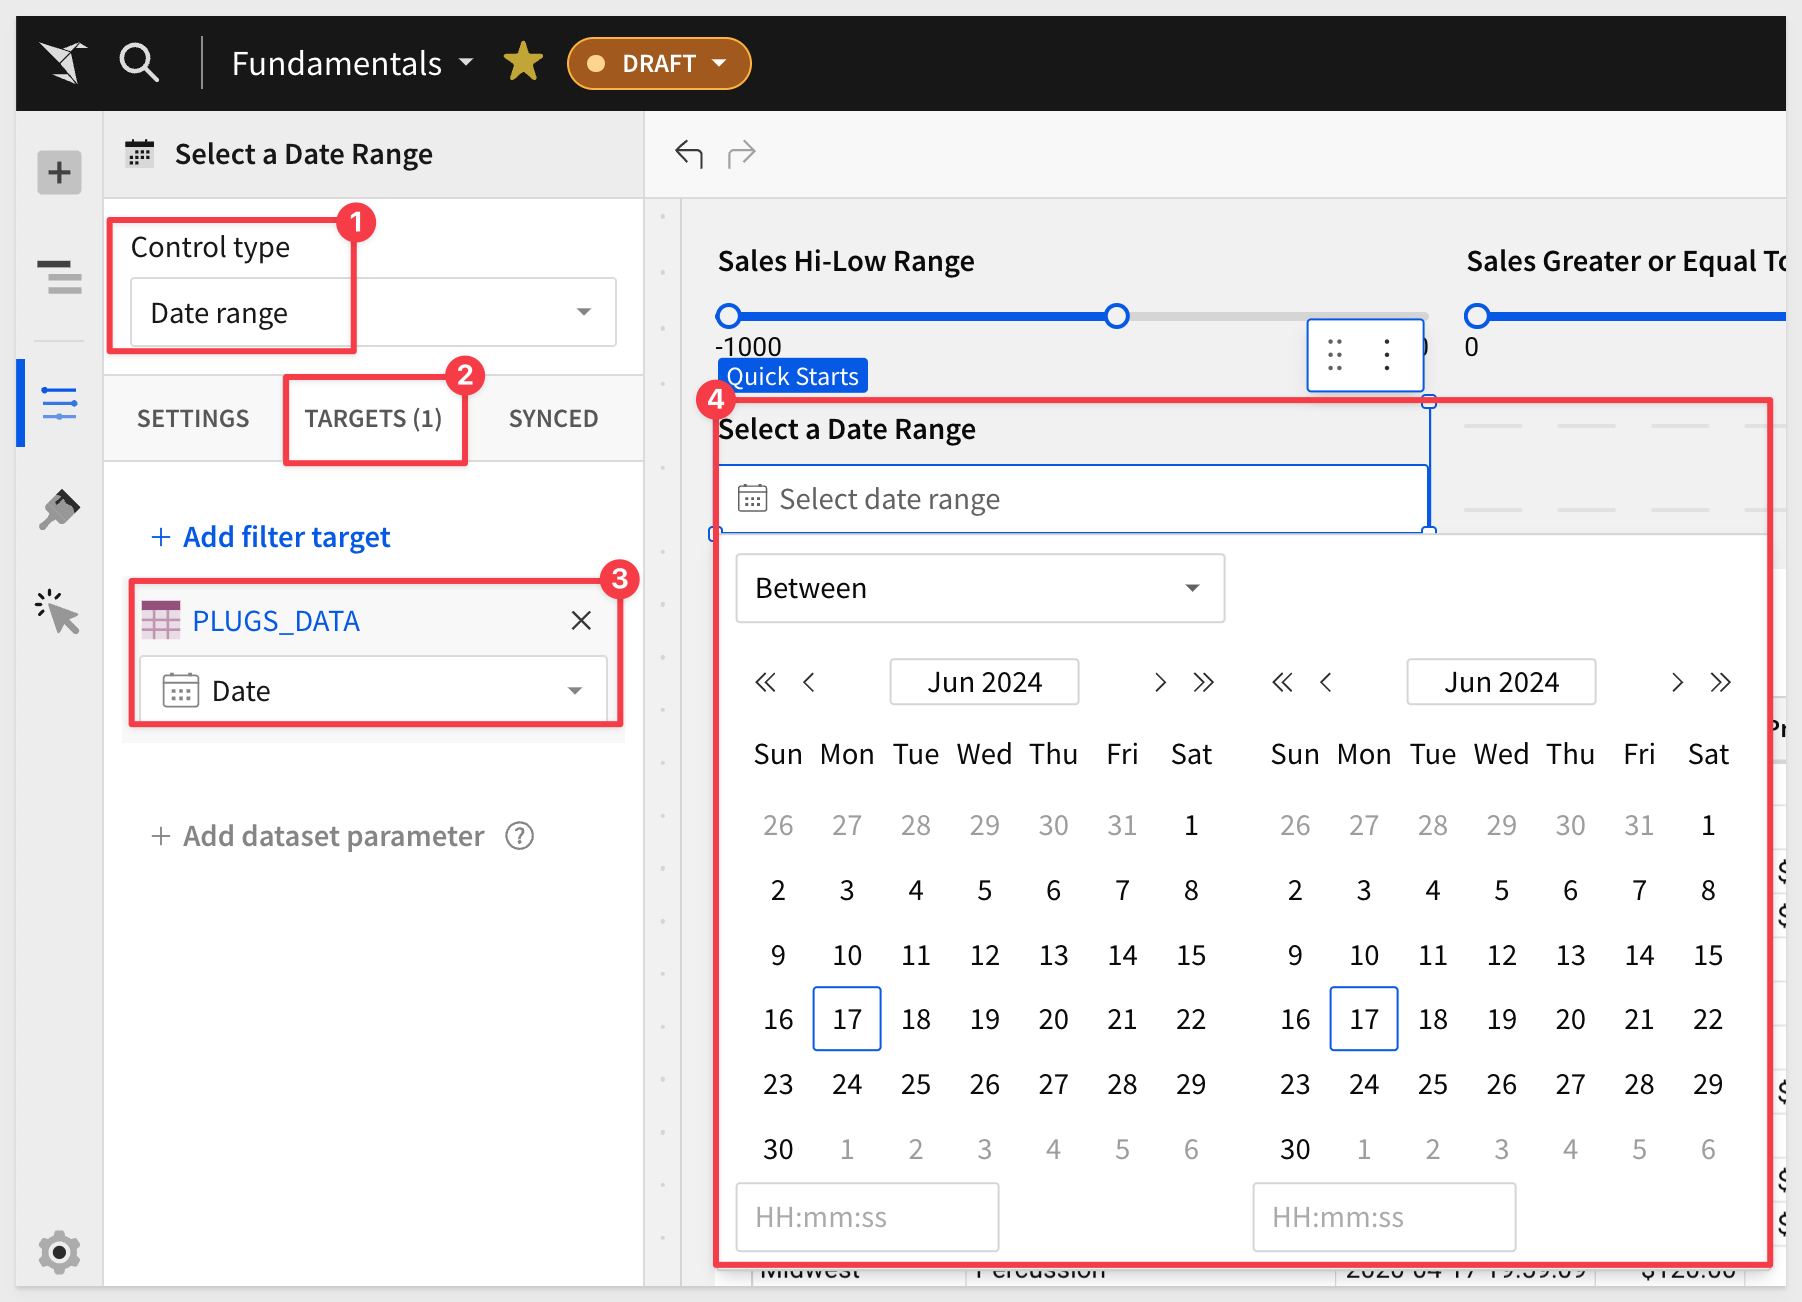 Fundamentals
DRAFT
Select a Date Range
1
Control type
Date range
2
SETTINGS
TARGETS (1)
SYNCED
+ Add filter target
3
PLUGS_DATA
Date
+ Add dataset parameter ?
Sales Hi-Low Range
-1000
Sales Greater or Equal To
0
Quick Starts
4
Select a Date Range
Select date range
Between
Jun 2024
Sun Mon Tue Wed Thu Fri Sat
26 27 28 29 30 31 1
2 3 4 5 6 7 8
9 10 11 12 13 14 15
16 17 18 19 20 21 22
23 24 25 26 27 28 29
30 1 2 3 4 5 6
HH:mm:ss
Jun 2024
Sun Mon Tue Wed Thu Fri Sat
26 27 28 29 30 31 1
2 3 4 5 6 7 8
9 10 11 12 13 14 15
16 17 18 19 20 21 22
23 24 25 26 27 28 29
30 1 2 3 4 5 6
HH:mm:ss
Midwest Percussion